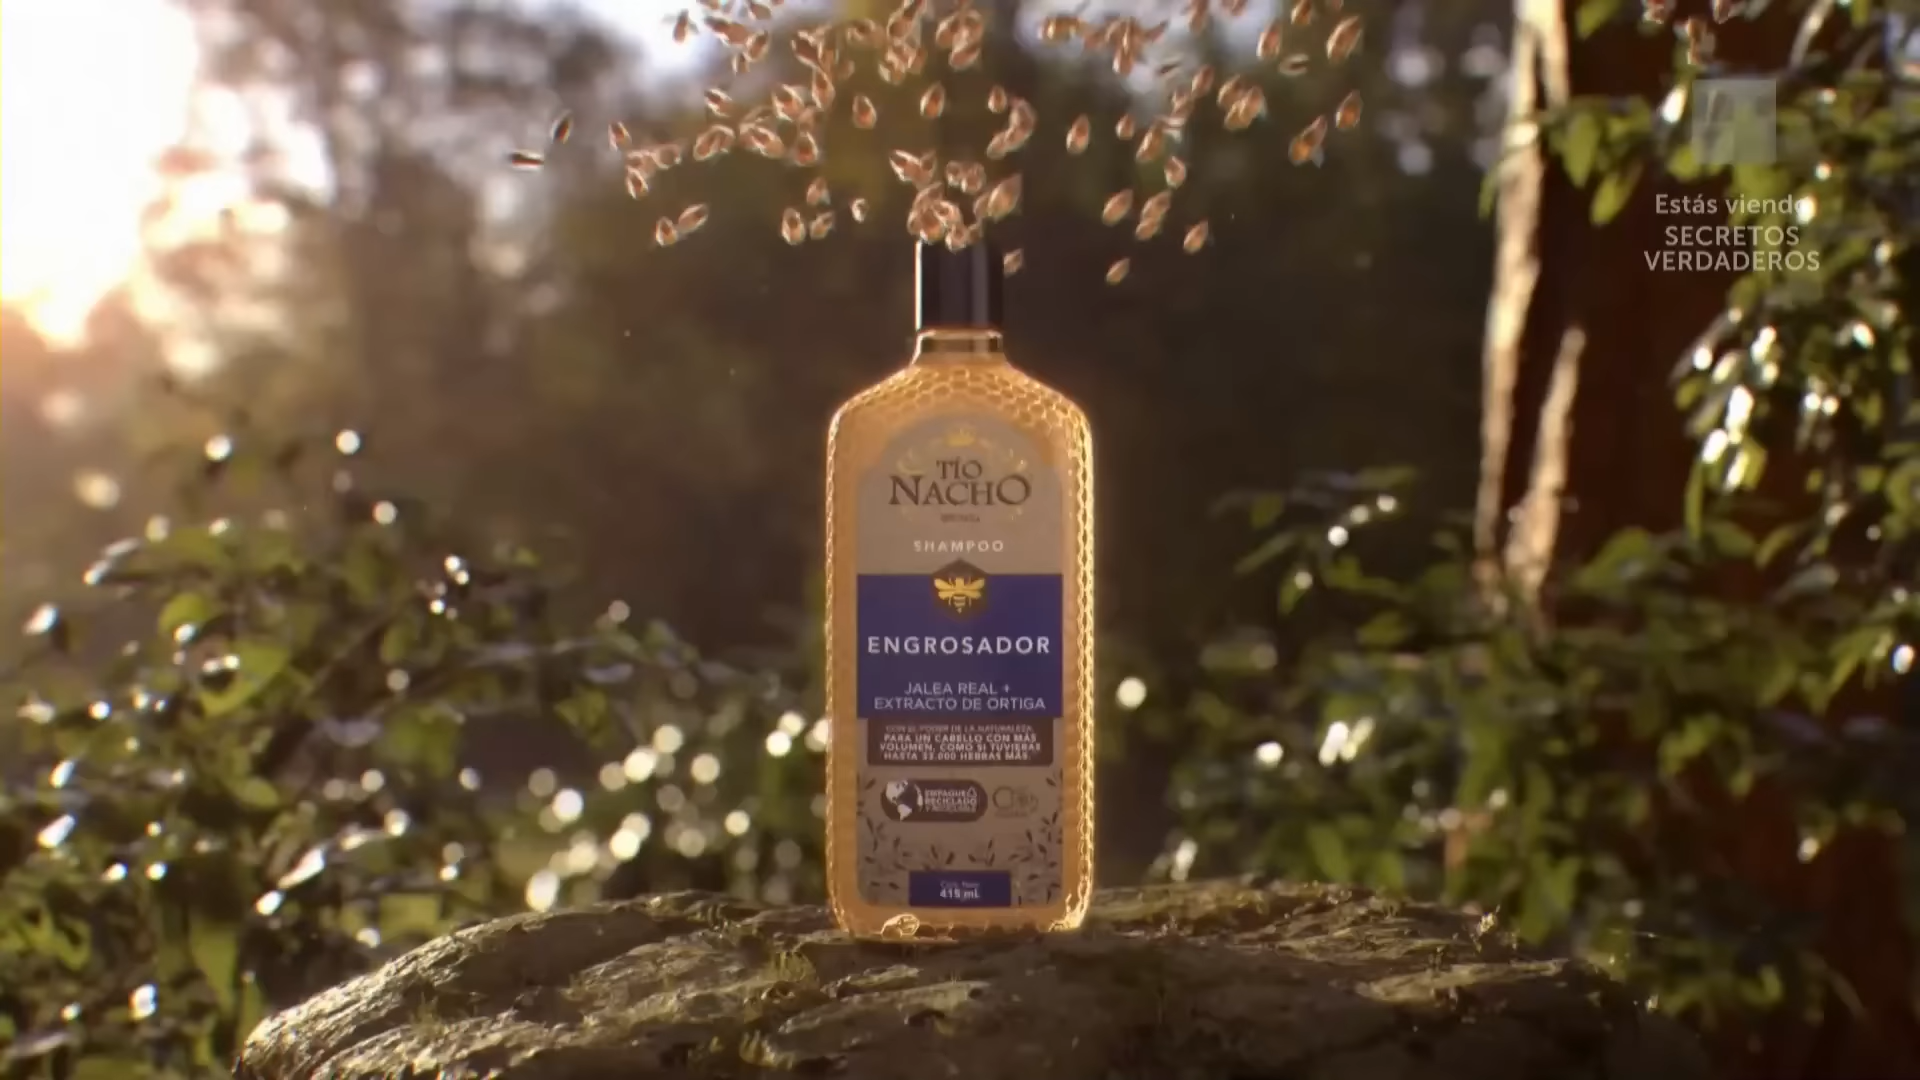 Estás viendo
SECRETOS
VERDADEROS
TÍO
NACHO
SHAMPOO
ENGROSADOR
JALEA REAL +
EXTRACTO DE ORTIGA
CON EL PODER DE LA NATURALEZA,
PARA UN CABELLO CON MÁS
VOLUMEN, COMO SI TUVIERAS
HASTA 33.000 HEBRAS MÁS.
EMPAQUE
RECICLADO
Y RECICLABLE
415 mL